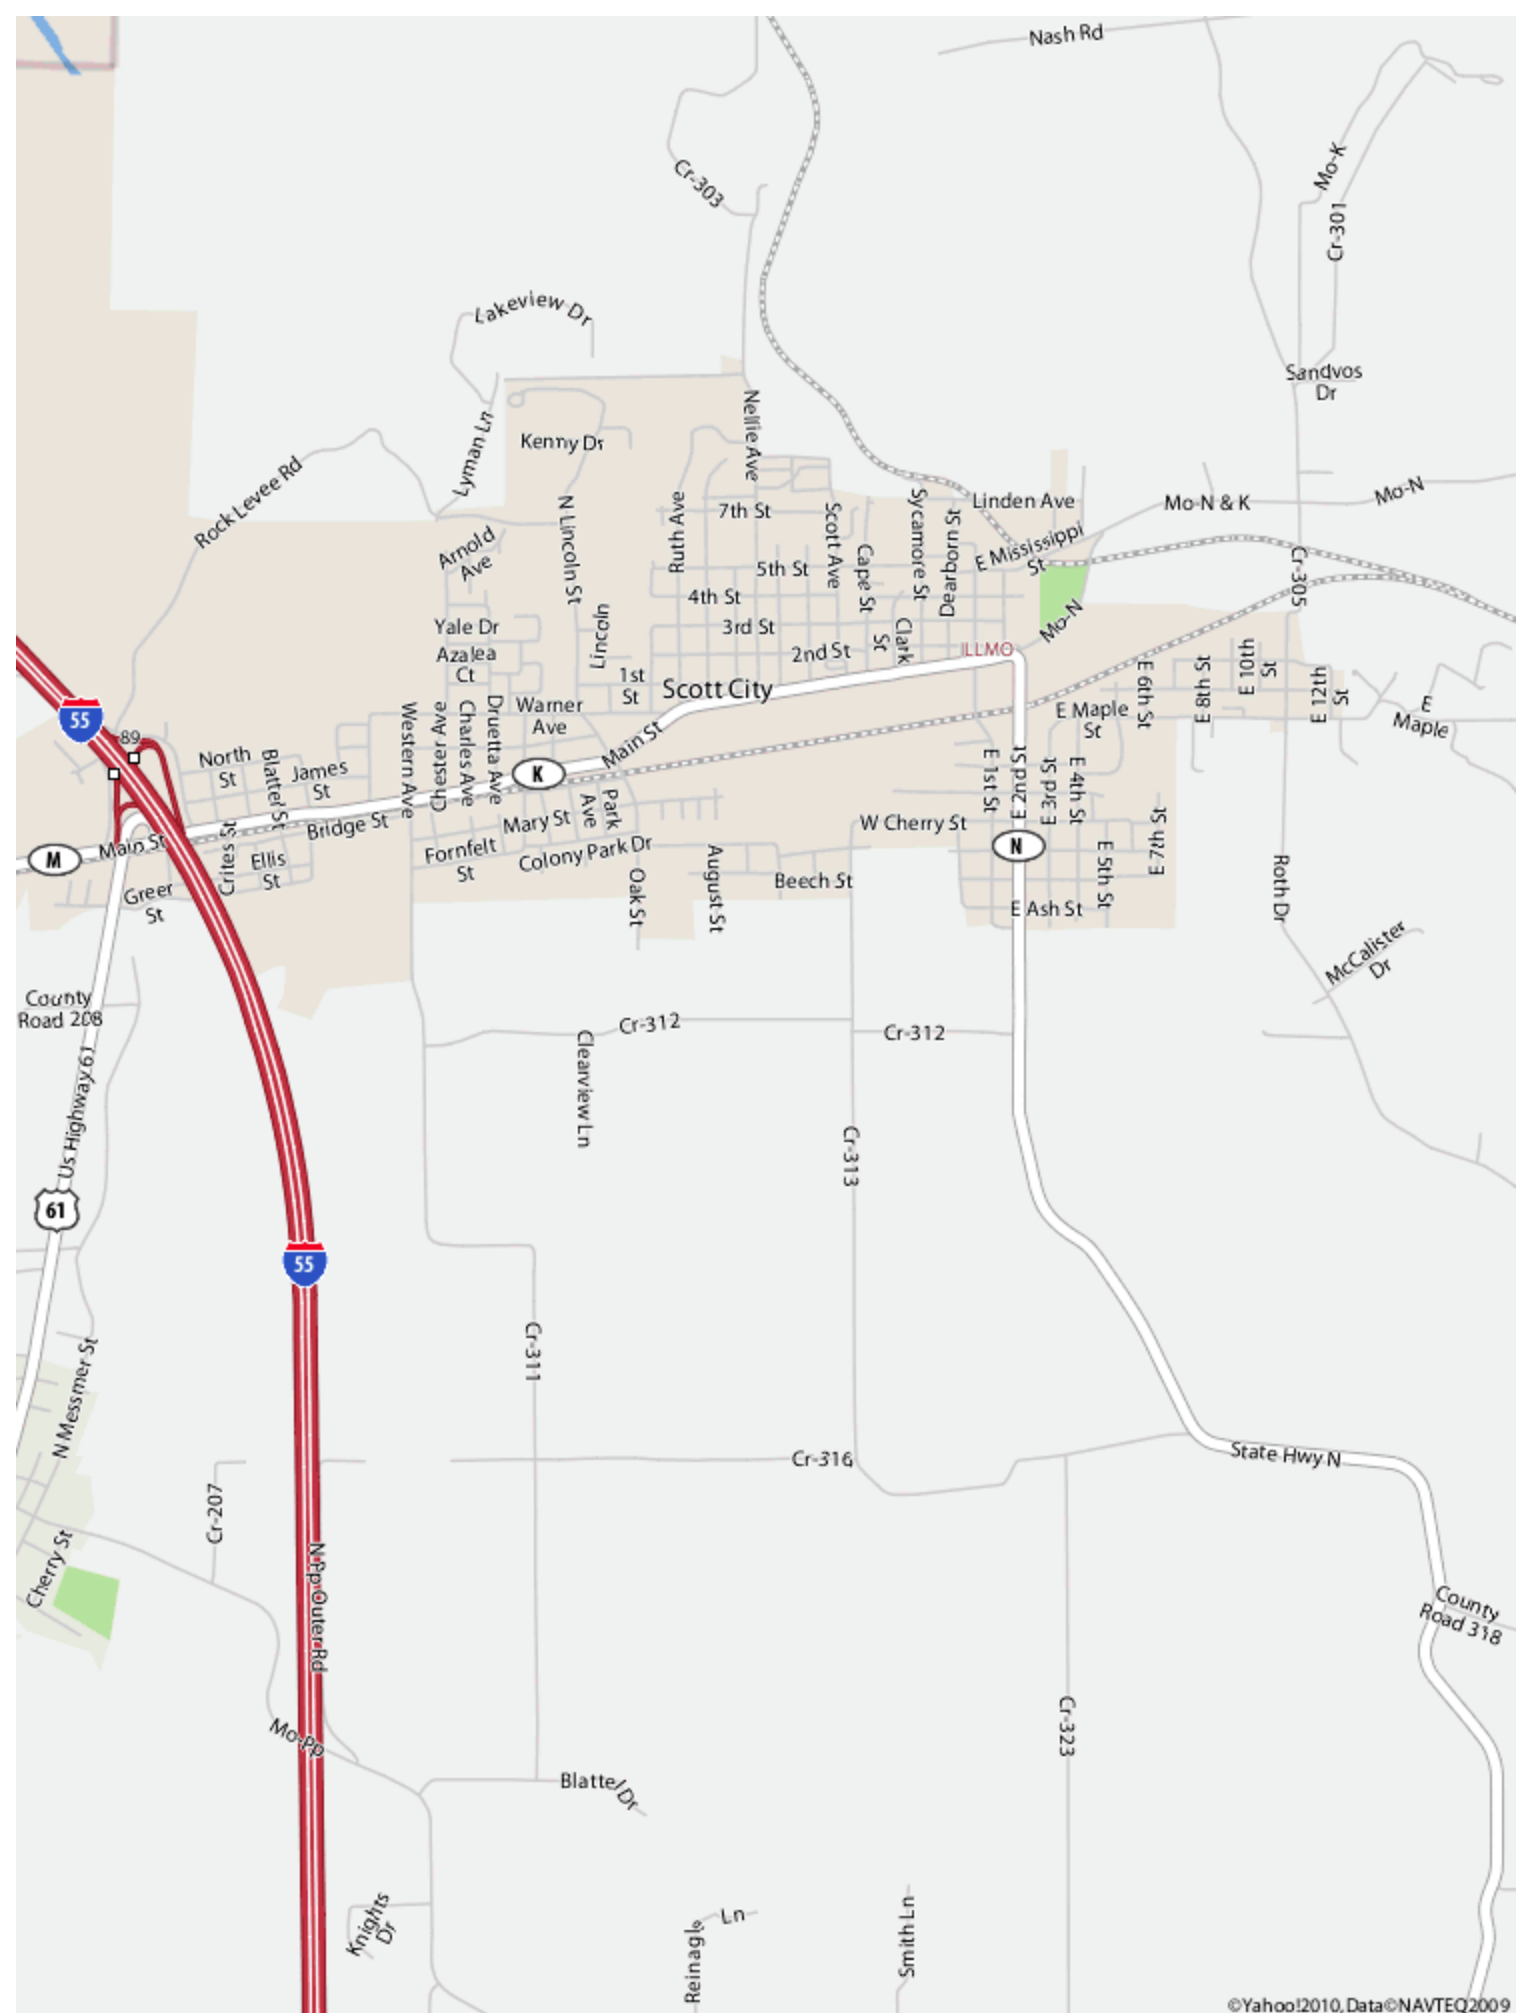 Nash Rd
Mo-K
Cr-303
Cr-301
Lakeview Dr
Sandvos
Dr
Nellie Ave
Lyman Ln
Kenny Dr
Rock Levee Rd
Linden Ave
Mo-N & K
Mo-N
N Lincoln St
Ruth Ave
7th St
Scott Ave
Sycamore St
Dearborn St
E Mississippi
St
Arnold
Ave
5th St
Cape St
Cr-305
4th St
Lincoln
Yale Dr
3rd St
Clark
St
Mo-N
Azalea
Ct
2nd St
ILLMO
1st
St
Scott City
E 6th St
E 8th St
E 10th
St
E 12th
St
E
Maple
Warner
Ave
E Maple
St
55
89
Western Ave
Chester Ave
Charles Ave
Druetta Ave
Main St
North
St
Blattel St
James
St
K
E 1st St
E 2nd St
E 3rd St
E 4th St
Park
Ave
Bridge St
Mary St
W Cherry St
E 7th St
M
Main St
Crites St
Ellis
St
Fornfelt
St
Colony Park Dr
N
E 5th St
Greer
St
Oak St
August St
Beech St
E Ash St
Roth Dr
McCalister
Dr
County
Road 208
Cr-312
Cr-312
Us Highway 61
Clearview Ln
Cr-313
61
55
Cr-311
N Messmer St
Cr-316
State Hwy N
Cr-207
Cherry St
N Pp Outer Rd
County
Road 318
Cr-323
Mo-Pp
Blattel Dr
Knights
Dr
Reinagle
Ln
Smith Ln
©Yahoo!2010, Data©NAVTEQ2009